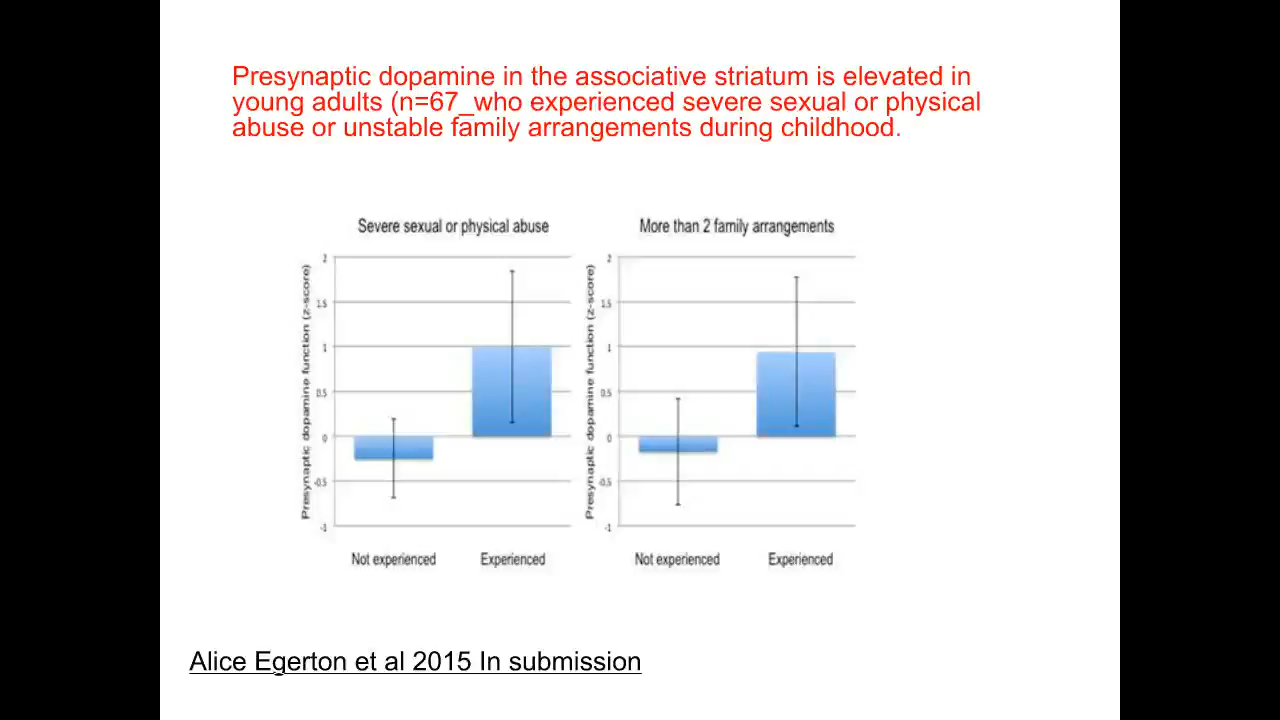 Presynaptic dopamine in the associative striatum is elevated in
young adults (n=67_who experienced severe sexual or physical
abuse or unstable family arrangements during childhood.
Severe sexual or physical abuse
Presynaptic dopamine function (z-score)
2
1.5
1
0.5
0
-0.5
-1
Not experienced Experienced
More than 2 family arrangements
Presynaptic dopamine function (z-score)
2
1.5
1
0.5
0
-0.5
-1
Not experienced Experienced
Alice Egerton et al 2015 In submission